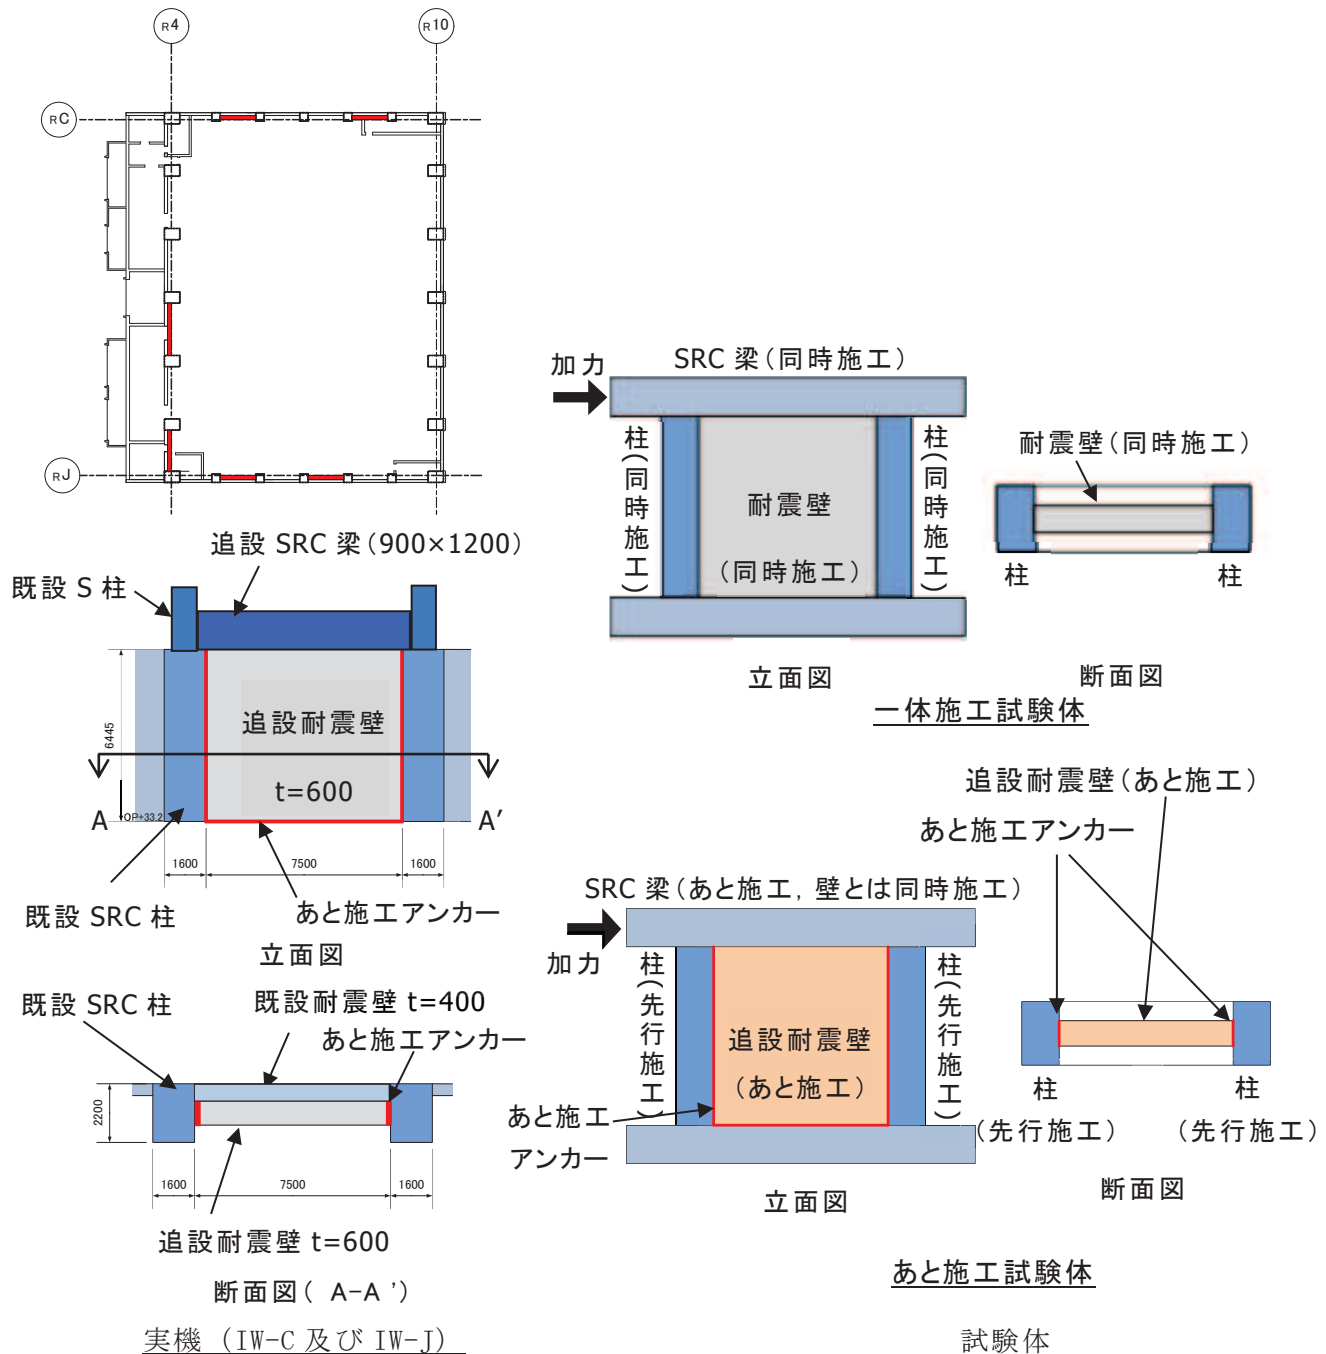 R4
R10
RC
RJ
追設 SRC 梁(900×1200)
既設 S 柱
追設耐震壁
t=600
6445
OP+33.2
A
A'
1600
7500
1600
既設 SRC 柱
あと施工アンカー
立面図
既設 SRC 柱
既設耐震壁 t=400
あと施工アンカー
2200
1600
7500
1600
追設耐震壁 t=600
断面図( A-A ')
実機 (IW-C 及び IW-J)
加力
SRC 梁(同時施工)
柱(同時施工)
耐震壁
(同時施工)
柱(同時施工)
立面図
耐震壁(同時施工)
柱
柱
断面図
一体施工試験体
追設耐震壁(あと施工)
あと施工アンカー
SRC 梁(あと施工, 壁とは同時施工)
加力
柱(先行施工)
追設耐震壁
(あと施工)
柱(先行施工)
あと施工
アンカー
立面図
柱
(先行施工)
柱
(先行施工)
断面図
あと施工試験体
試験体